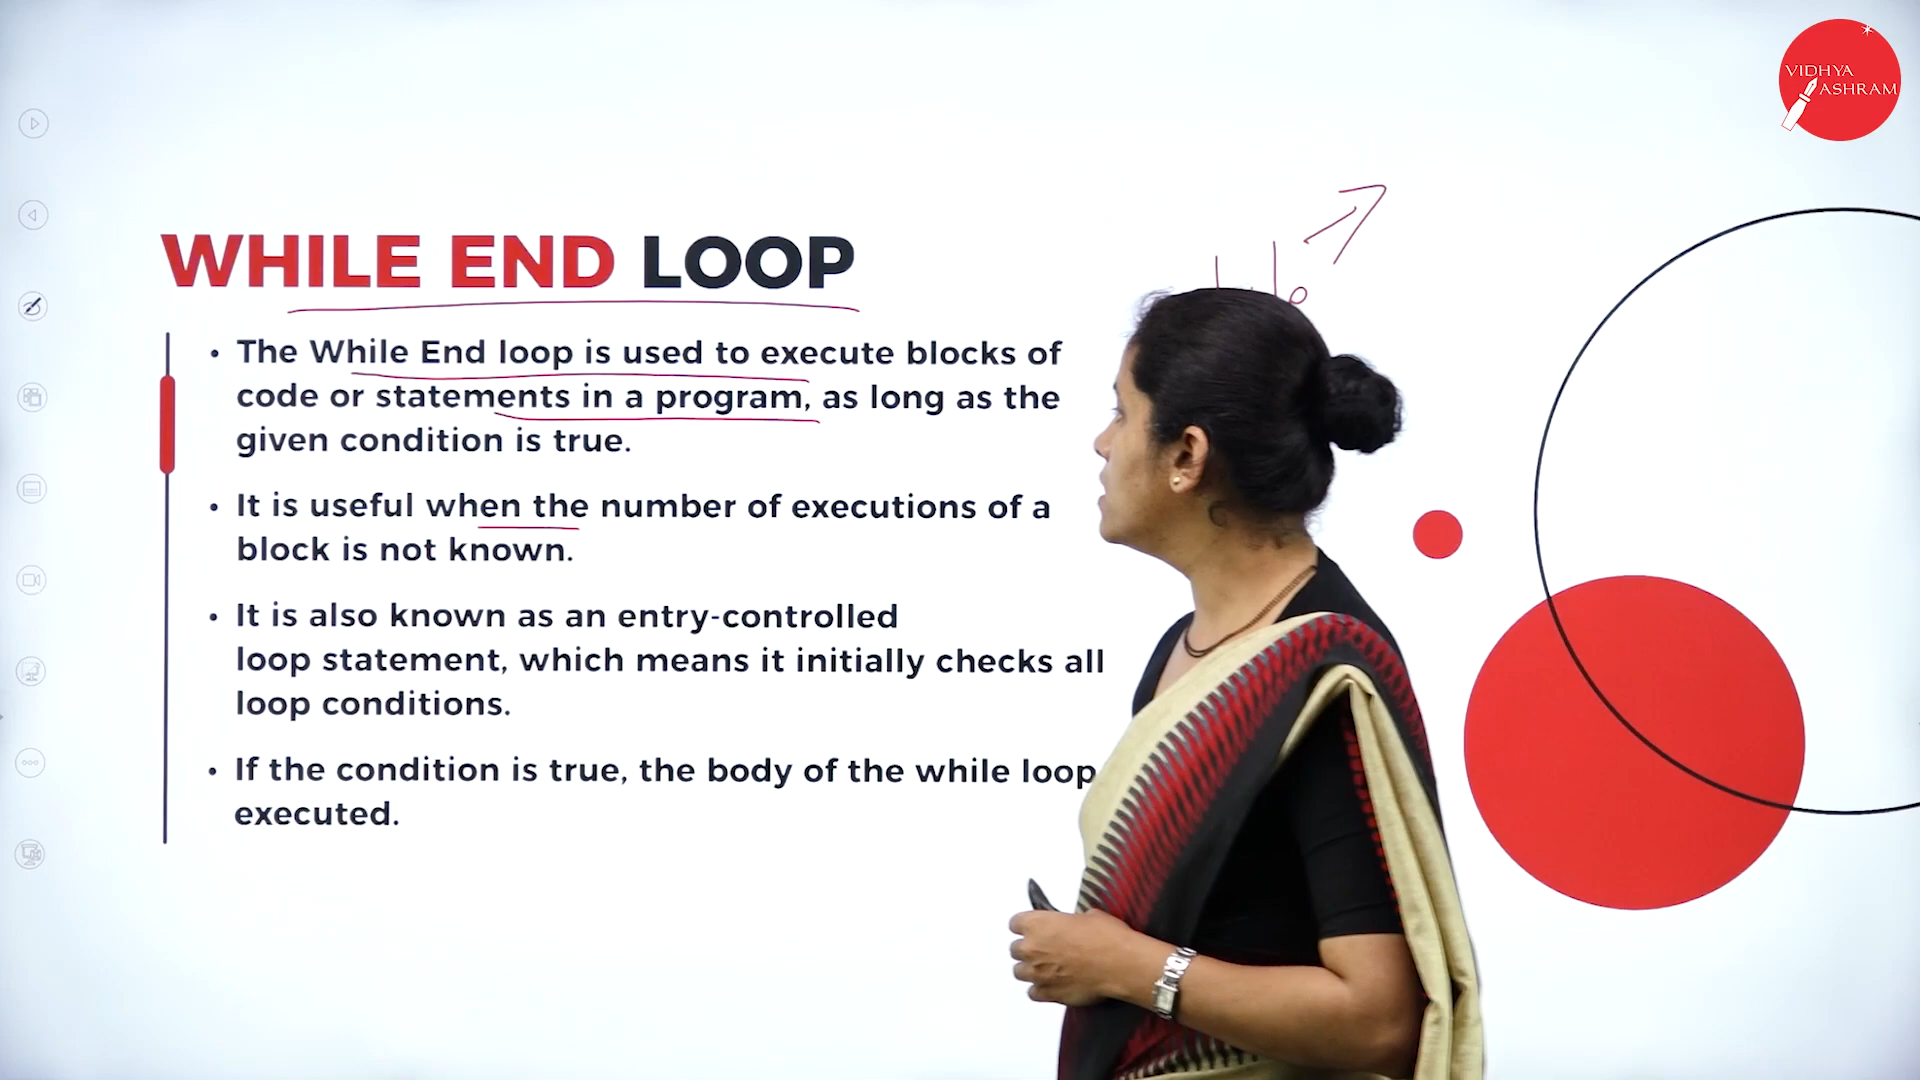 VIDHYA
ASHRAM
WHILE END LOOP
• The While End loop is used to execute blocks of
code or statements in a program, as long as the
given condition is true.
• It is useful when the number of executions of a
block is not known.
• It is also known as an entry-controlled
loop statement, which means it initially checks all
loop conditions.
• If the condition is true, the body of the while loop
executed.